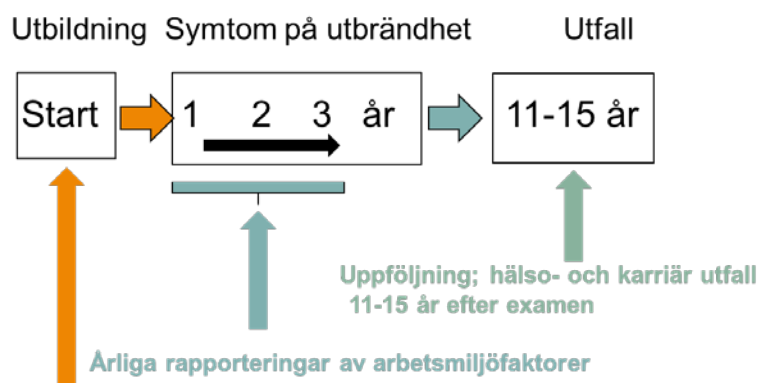 Utbildning Symtom på utbrändhet Utfall
Start 1 2 3 år 11-15 år
Uppföljning; hälso- och karriär utfall
11-15 år efter examen
Årliga rapporteringar av arbetsmiljöfaktorer